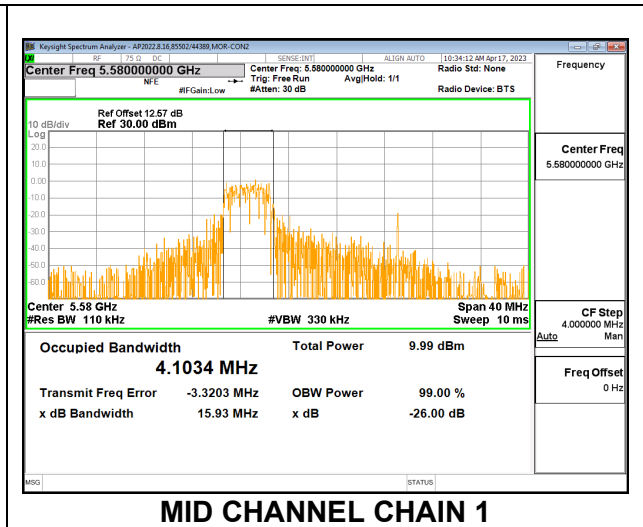 Keysight Spectrum Analyzer - AP2022.8.16,85502/44389,MOR-CON2
RF 75 Ω DC SENSE:INT ALIGN AUTO 10:34:12 AM Apr 17, 2023
Center Freq 5.580000000 GHz Center Freq: 5.580000000 GHz Radio Std: None Frequency
NFE Trig: Free Run Avg|Hold: 1/1
#IFGain:Low #Atten: 30 dB Radio Device: BTS
Ref Offset 12.57 dB
10 dB/div Ref 30.00 dBm
Log
20.0
10.0
0.00
-10.0
-20.0
-30.0
-40.0
-50.0
-60.0
Center Freq
5.580000000 GHz
Center 5.58 GHz Span 40 MHz
#Res BW 110 kHz #VBW 330 kHz Sweep 10 ms
CF Step
4.000000 MHz
Auto Man
Occupied Bandwidth Total Power 9.99 dBm
4.1034 MHz
Freq Offset
0 Hz
Transmit Freq Error -3.3203 MHz OBW Power 99.00 %
x dB Bandwidth 15.93 MHz x dB -26.00 dB
MSG STATUS
MID CHANNEL CHAIN 1